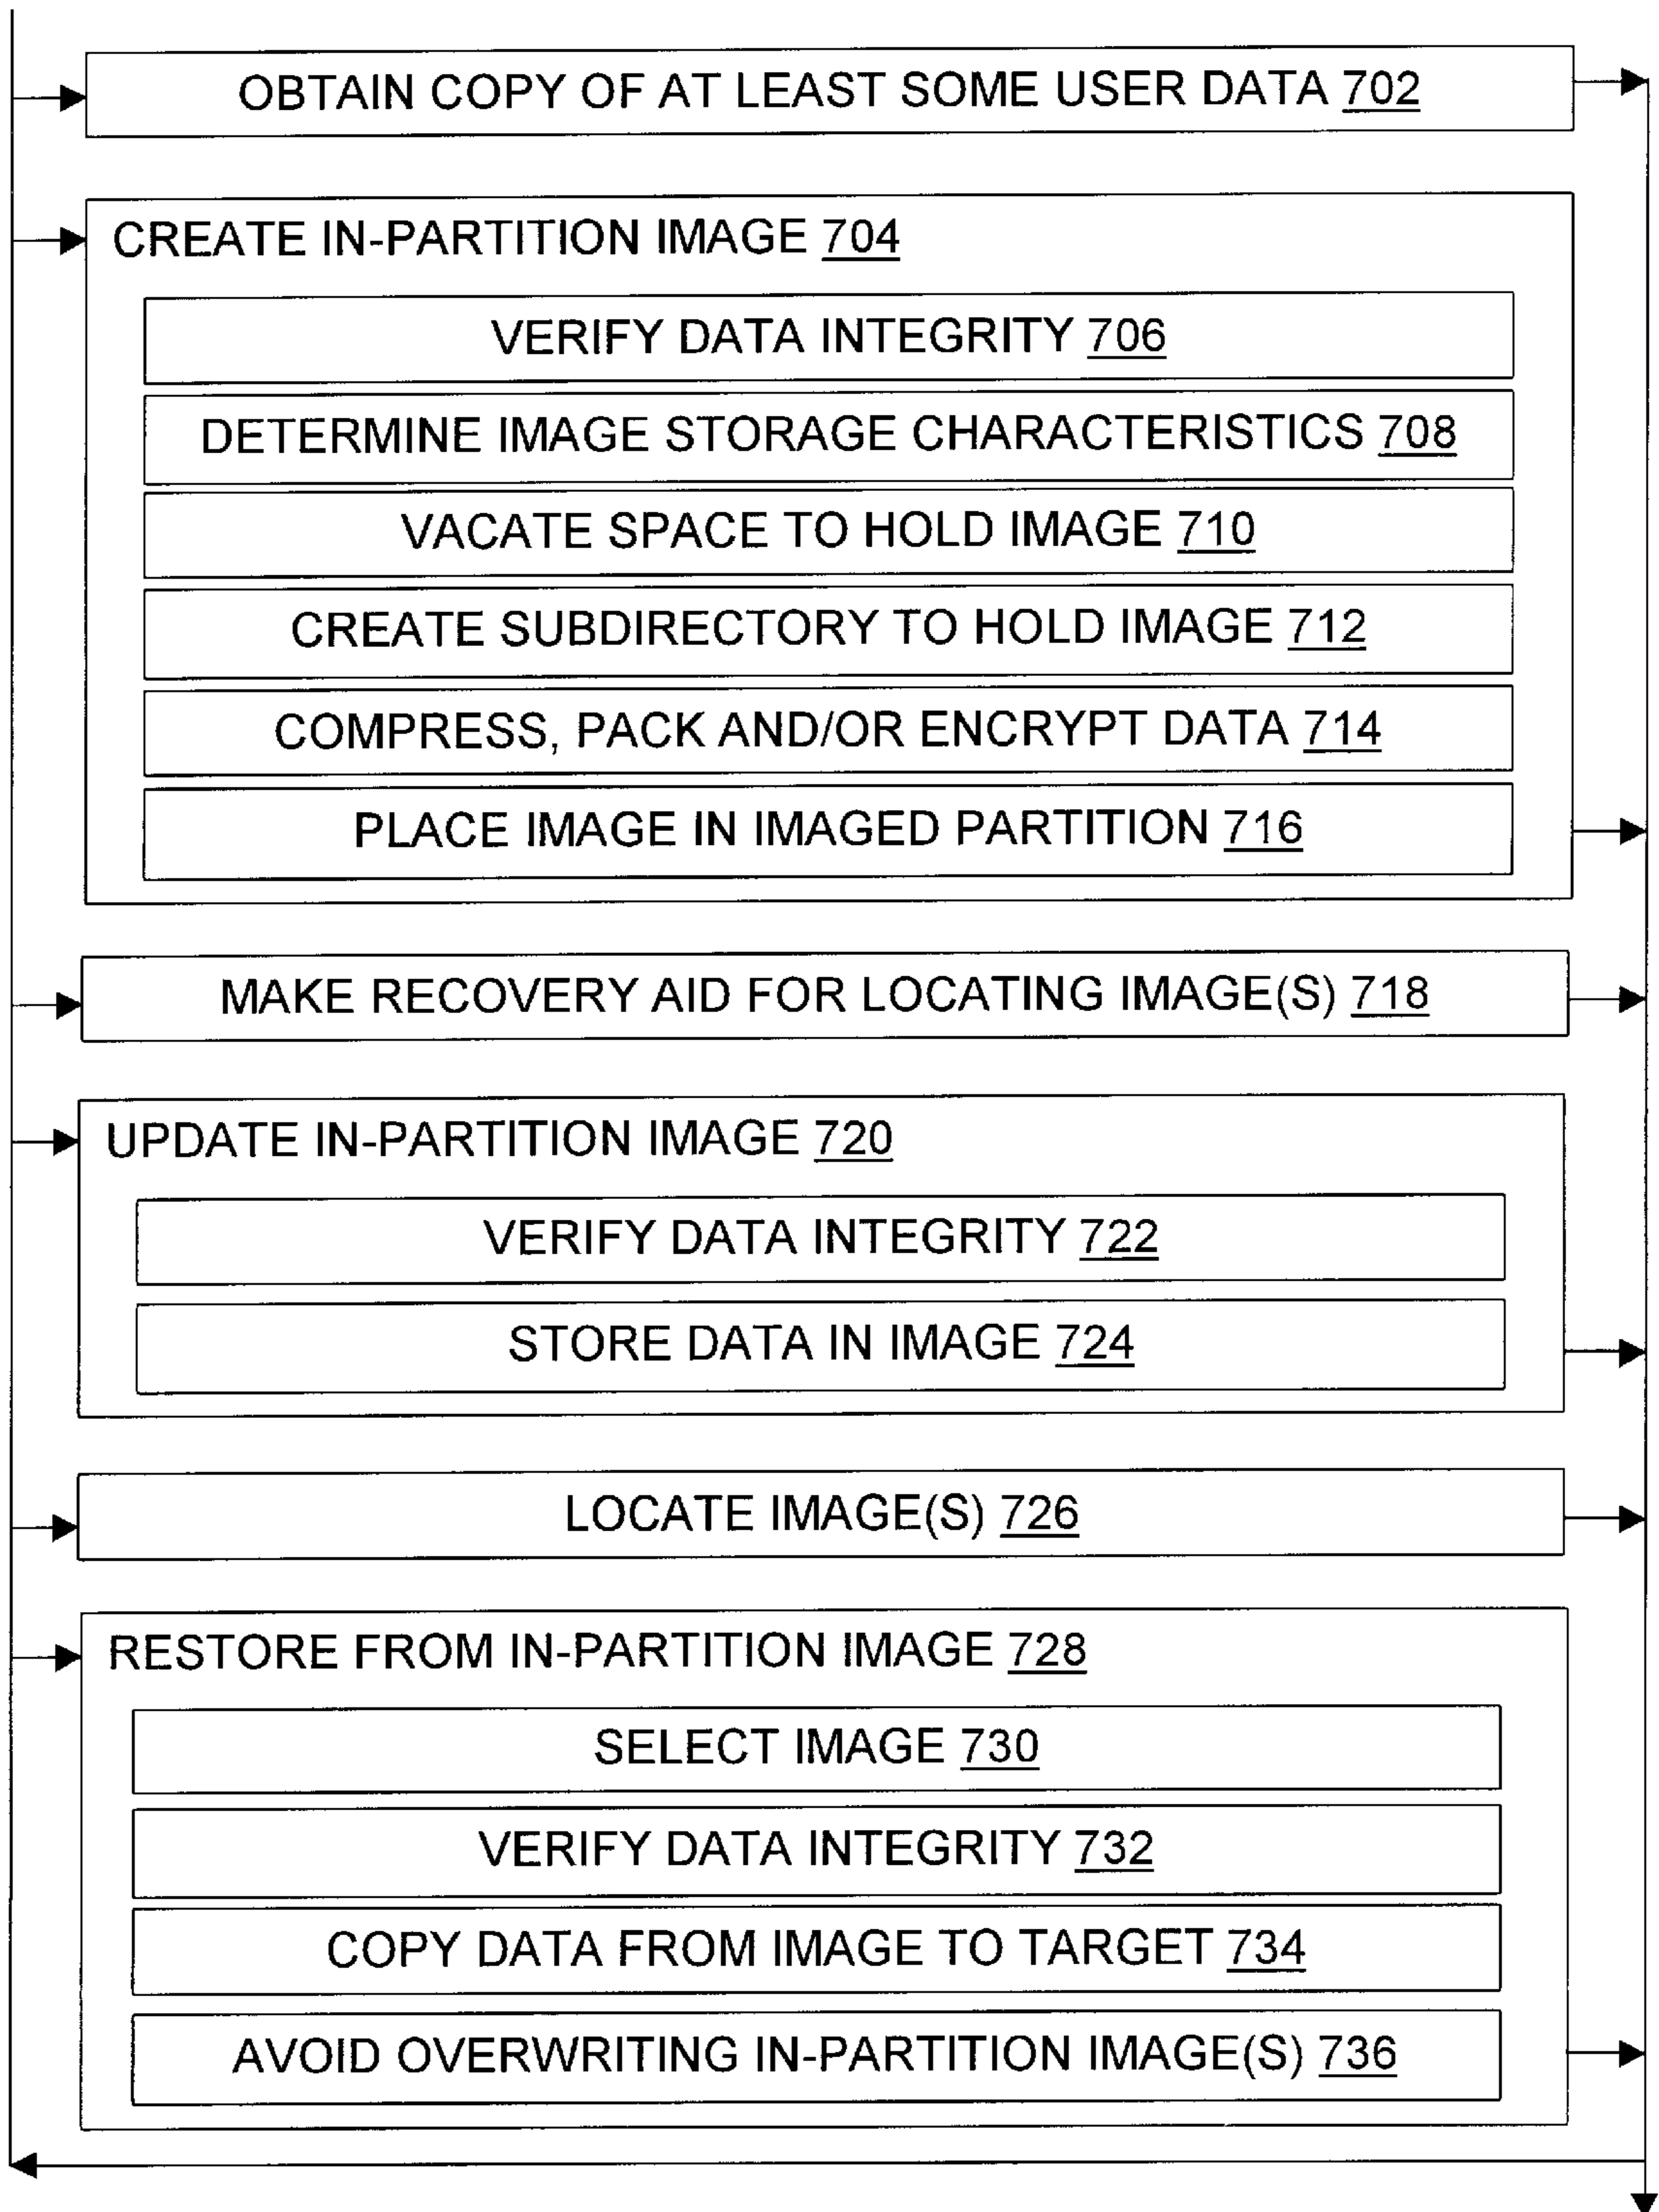 OBTAIN COPY OF AT LEAST SOME USER DATA 702
CREATE IN-PARTITION IMAGE 704
VERIFY DATA INTEGRITY 706
DETERMINE IMAGE STORAGE CHARACTERISTICS 708
VACATE SPACE TO HOLD IMAGE 710
CREATE SUBDIRECTORY TO HOLD IMAGE 712
COMPRESS, PACK AND/OR ENCRYPT DATA 714
PLACE IMAGE IN IMAGED PARTITION 716
MAKE RECOVERY AID FOR LOCATING IMAGE(S) 718
UPDATE IN-PARTITION IMAGE 720
VERIFY DATA INTEGRITY 722
STORE DATA IN IMAGE 724
LOCATE IMAGE(S) 726
RESTORE FROM IN-PARTITION IMAGE 728
SELECT IMAGE 730
VERIFY DATA INTEGRITY 732
COPY DATA FROM IMAGE TO TARGET 734
AVOID OVERWRITING IN-PARTITION IMAGE(S) 736